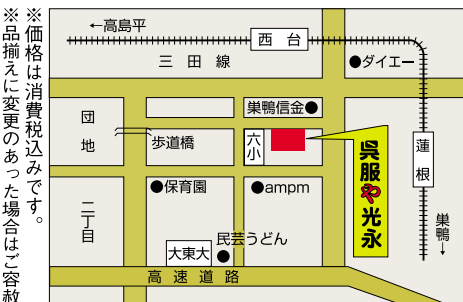 ※価格は消費税込みです。
※品揃えに変更のあった場合はご容赦
←高島平
西台
三田線
●ダイエー
巣鴨信金●
団地
歩道橋
六小
呉服や光永
蓮根
●保育園
●ampm
巣鴨→
二丁目
民芸うどん
大東大
高速道路